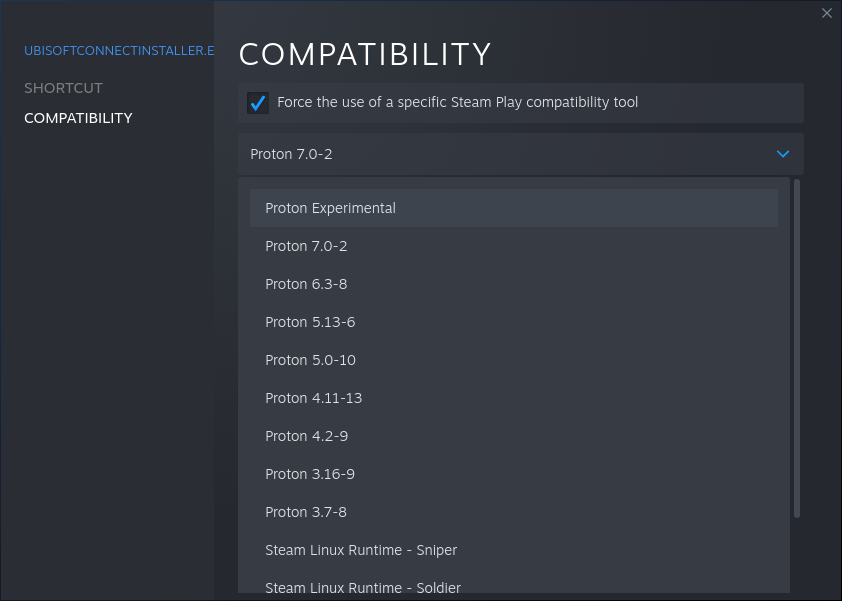 UBISOFTCONNECTINSTALLER.E
SHORTCUT
COMPATIBILITY
COMPATIBILITY
Force the use of a specific Steam Play compatibility tool
Proton 7.0-2
Proton Experimental
Proton 7.0-2
Proton 6.3-8
Proton 5.13-6
Proton 5.0-10
Proton 4.11-13
Proton 4.2-9
Proton 3.16-9
Proton 3.7-8
Steam Linux Runtime - Sniper
Steam Linux Runtime - Soldier